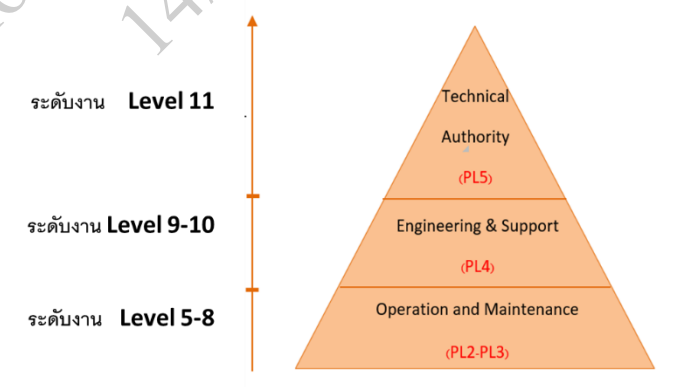 ระดับงาน Level 11
Technical
Authority
(PL5)
ระดับงาน Level 9-10
Engineering & Support
(PL4)
ระดับงาน Level 5-8
Operation and Maintenance
(PL2-PL3)